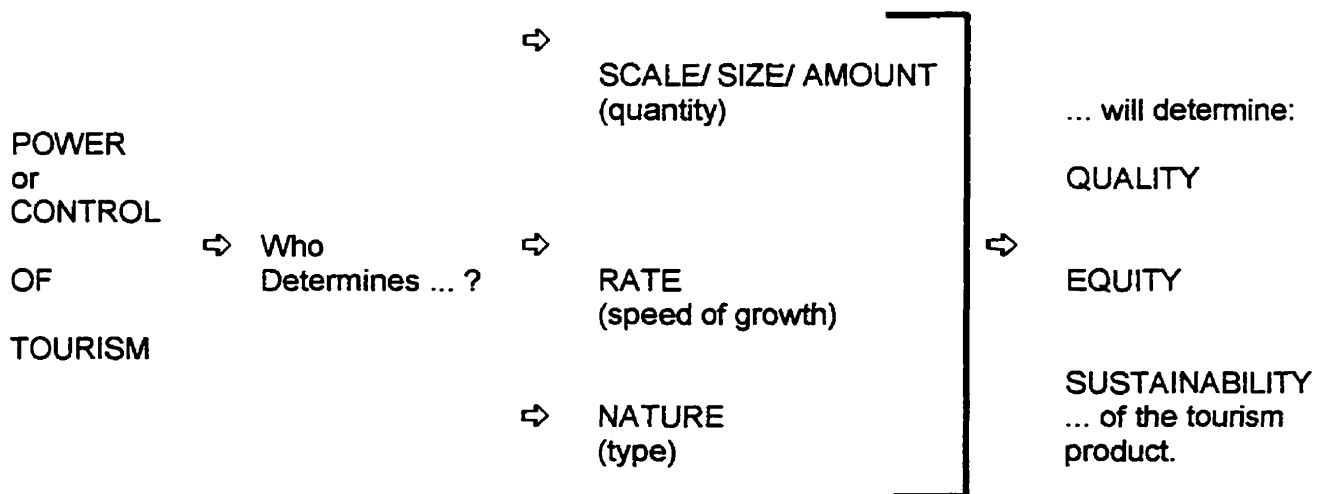 POWER
or
CONTROL
OF
TOURISM
⇨ Who
Determines ... ?
⇨
SCALE/ SIZE/ AMOUNT
(quantity)
⇨
RATE
(speed of growth)
⇨ NATURE
(type)
⇨
... will determine:
QUALITY
EQUITY
SUSTAINABILITY
... of the tourism
product.